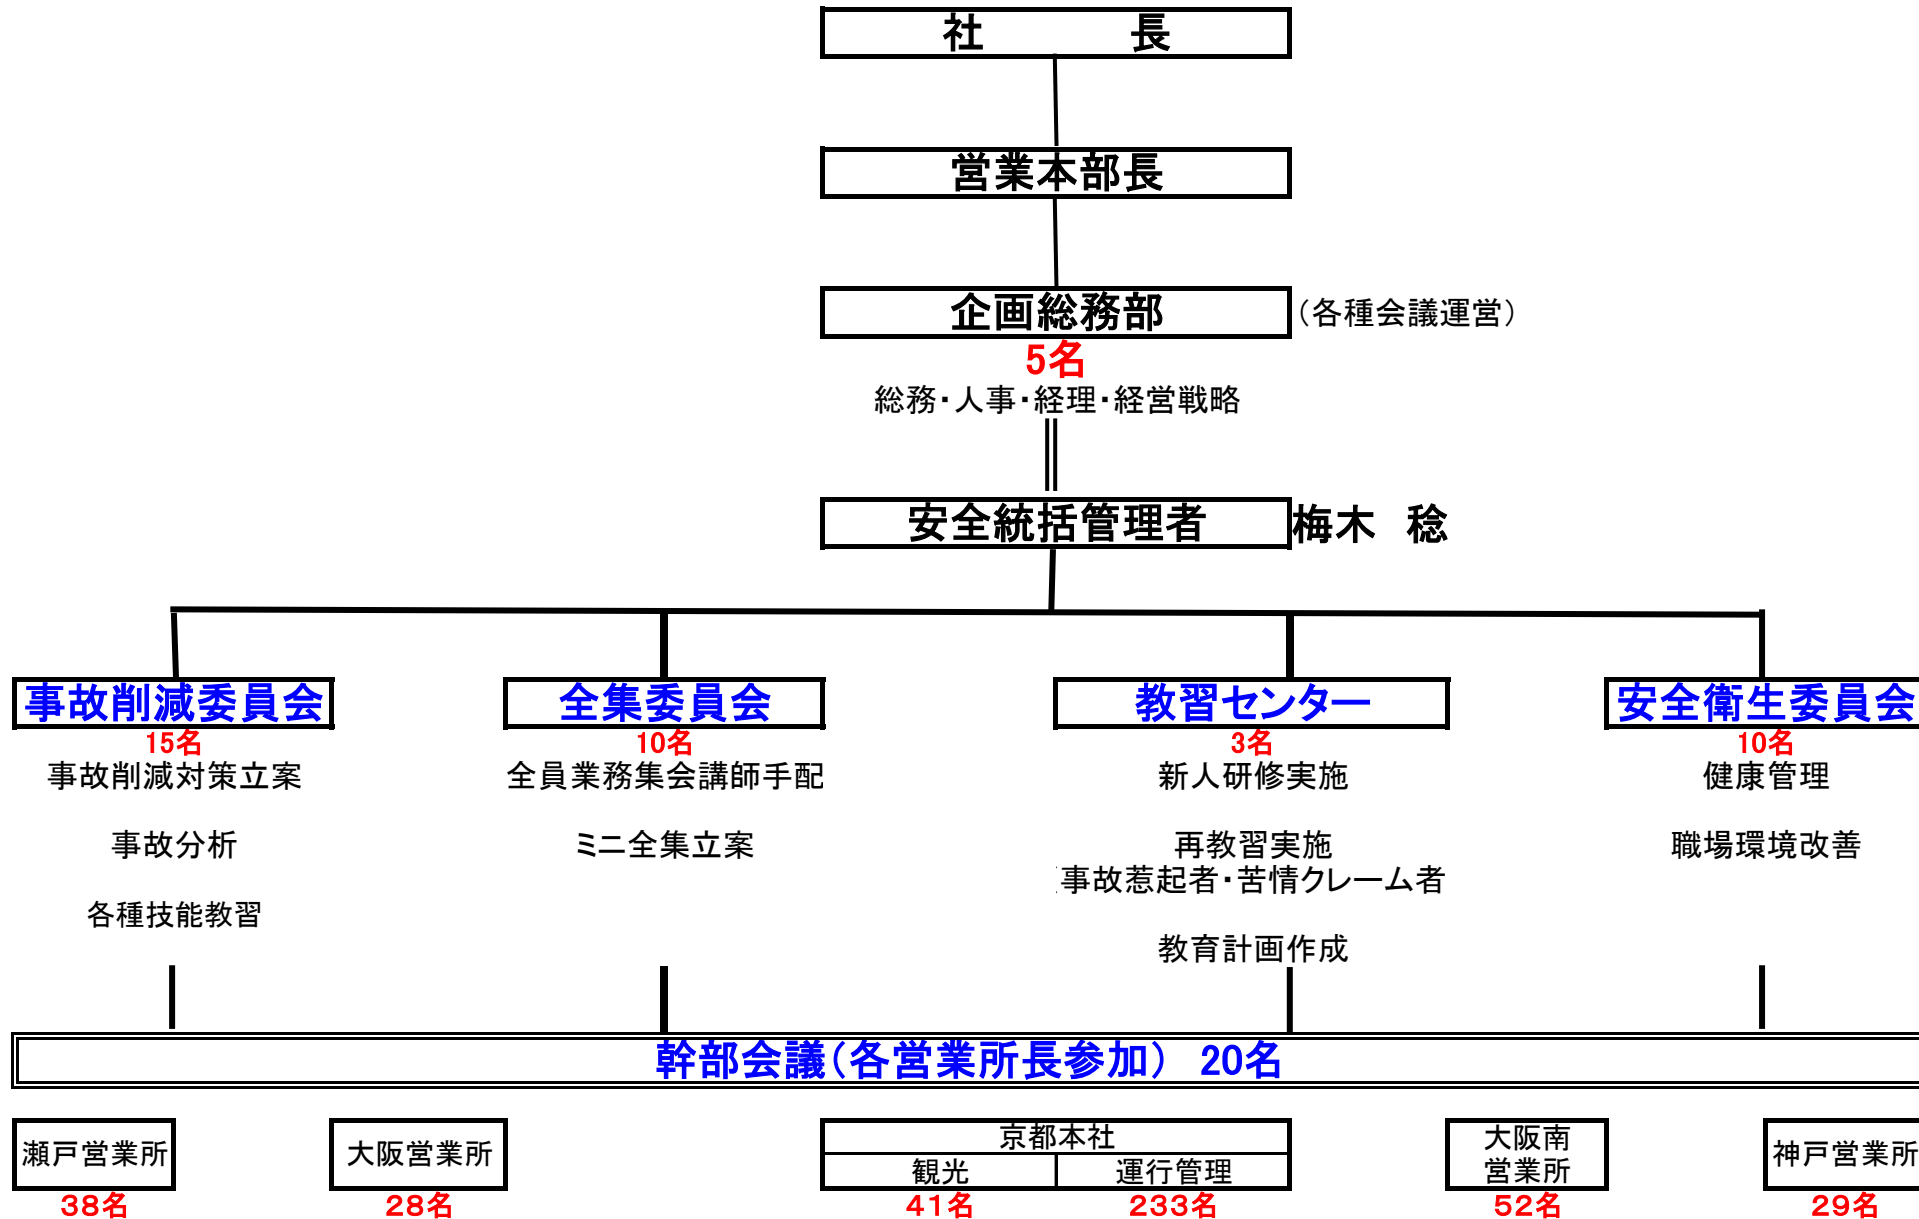 社　長
営業本部長
企画総務部 (各種会議運営)
5名
総務・人事・経理・経営戦略
安全統括管理者 梅木　稔
事故削減委員会 全集委員会 教習センター 安全衛生委員会
15名 10名 3名 10名
事故削減対策立案 全員業務集会講師手配 新人研修実施 健康管理
事故分析 ミニ全集立案 再教習実施 職場環境改善
事故惹起者・苦情クレーム者
各種技能教習
教育計画作成
幹部会議(各営業所長参加) 20名
瀬戸営業所 大阪営業所 京都本社 大阪南 神戸営業所
観光 運行管理 営業所
38名 28名 41名 233名 52名 29名